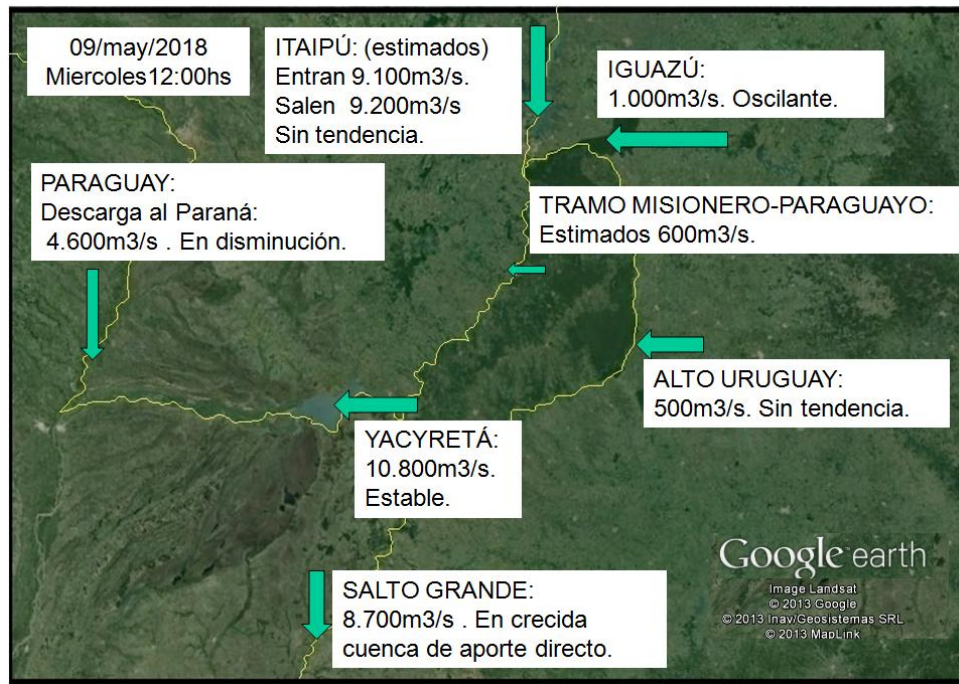 09/may/2018
Miercoles12:00hs
ITAIPÚ: (estimados)
Entran 9.100m3/s.
Salen 9.200m3/s
Sin tendencia.
IGUAZÚ:
1.000m3/s. Oscilante.
PARAGUAY:
Descarga al Paraná:
4.600m3/s . En disminución.
TRAMO MISIONERO-PARAGUAYO:
Estimados 600m3/s.
ALTO URUGUAY:
500m3/s. Sin tendencia.
YACYRETÁ:
10.800m3/s.
Estable.
SALTO GRANDE:
8.700m3/s . En crecida
cuenca de aporte directo.
Google earth
Image Landsat
© 2013 Google
© 2013 Inav/Geosistemas SRL
© 2013 MapLink